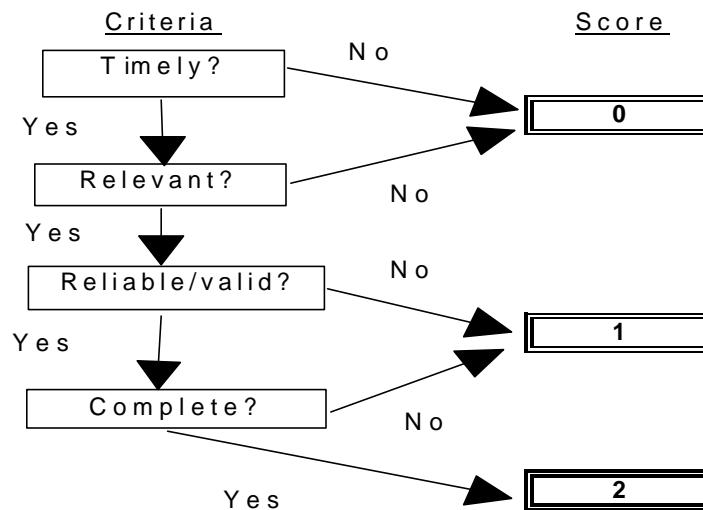 Criteria
Score
No
Timely?
0
Yes
Relevant?
No
Yes
No
Reliable/valid?
1
Yes
Complete?
No
2
Yes